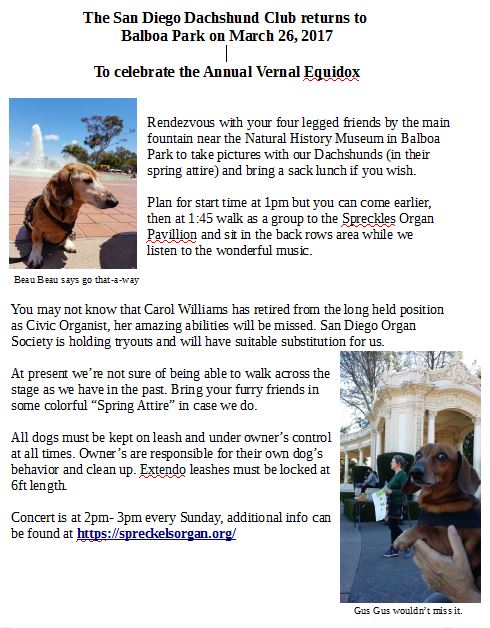 The San Diego Dachshund Club returns to
Balboa Park on March 26, 2017
To celebrate the Annual Vernal Equidox
Rendezvous with your four legged friends by the main
fountain near the Natural History Museum in Balboa
Park to take pictures with our Dachshunds (in their
spring attire) and bring a sack lunch if you wish.
Plan for start time at 1pm but you can come earlier,
then at 1:45 walk as a group to the Spreckles Organ
Pavillion and sit in the back rows area while we
listen to the wonderful music.
Beau Beau says go that-a-way
You may not know that Carol Williams has retired from the long held position
as Civic Organist, her amazing abilities will be missed. San Diego Organ
Society is holding tryouts and will have suitable substitution for us.
At present we’re not sure of being able to walk across the
stage as we have in the past. Bring your furry friends in
some colorful “Spring Attire” in case we do.
All dogs must be kept on leash and under owner’s control
at all times. Owner’s are responsible for their own dog’s
behavior and clean up. Extendo leashes must be locked at
6ft length.
Concert is at 2pm- 3pm every Sunday, additional info can
be found at https://spreckelsorgan.org/
Gus Gus wouldn’t miss it.